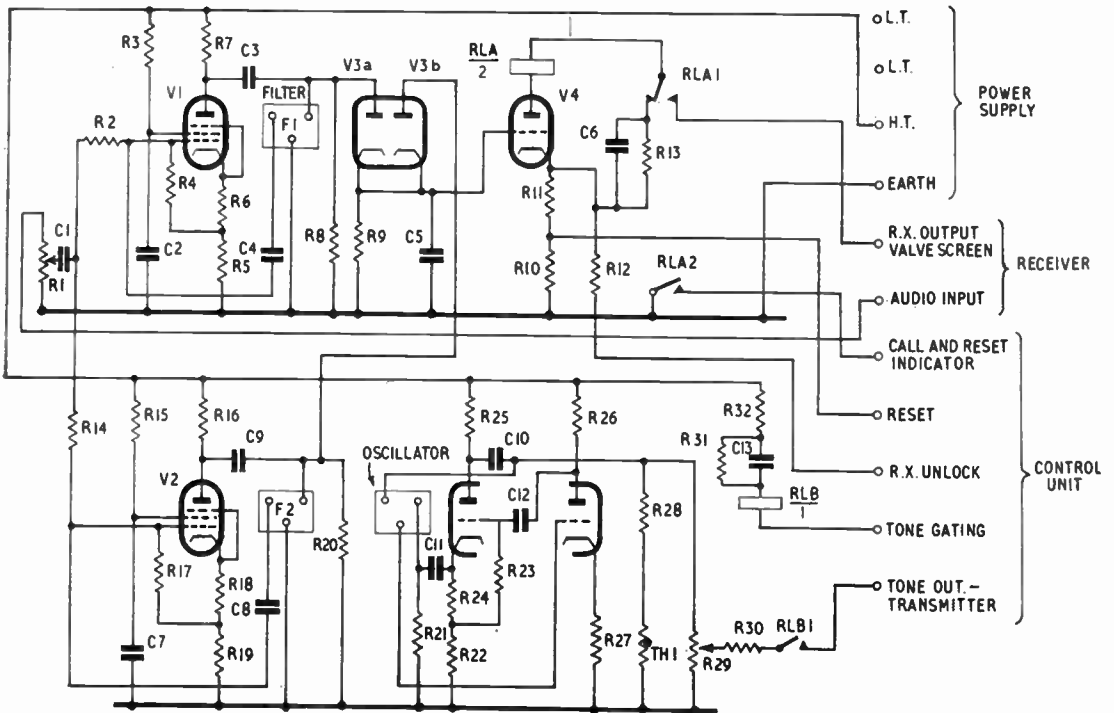 R3
R7
C3
V3a
V3b
RLA
2
RLA1
L.T.
L.T.
H.T.
POWER
SUPPLY
V1
FILTER
F1
V4
C6
R13
R2
R4
R6
R11
EARTH
C1
R1
C2
R5
C4
R8
R9
C5
R10
R12
RLA2
R.X. OUTPUT
VALVE SCREEN
RECEIVER
AUDIO INPUT
CALL AND RESET
INDICATOR
R14
R15
R16
C9
R25
R26
R32
RESET
OSCILLATOR
C10
R31
C13
R.X. UNLOCK
CONTROL
UNIT
V2
F2
C12
R28
RLB
1
TONE GATING
R17
R18
R20
C11
R23
R24
C8
R21
R22
R27
TH1
R29
R30
RLB1
TONE OUT.-
TRANSMITTER
C7
R19